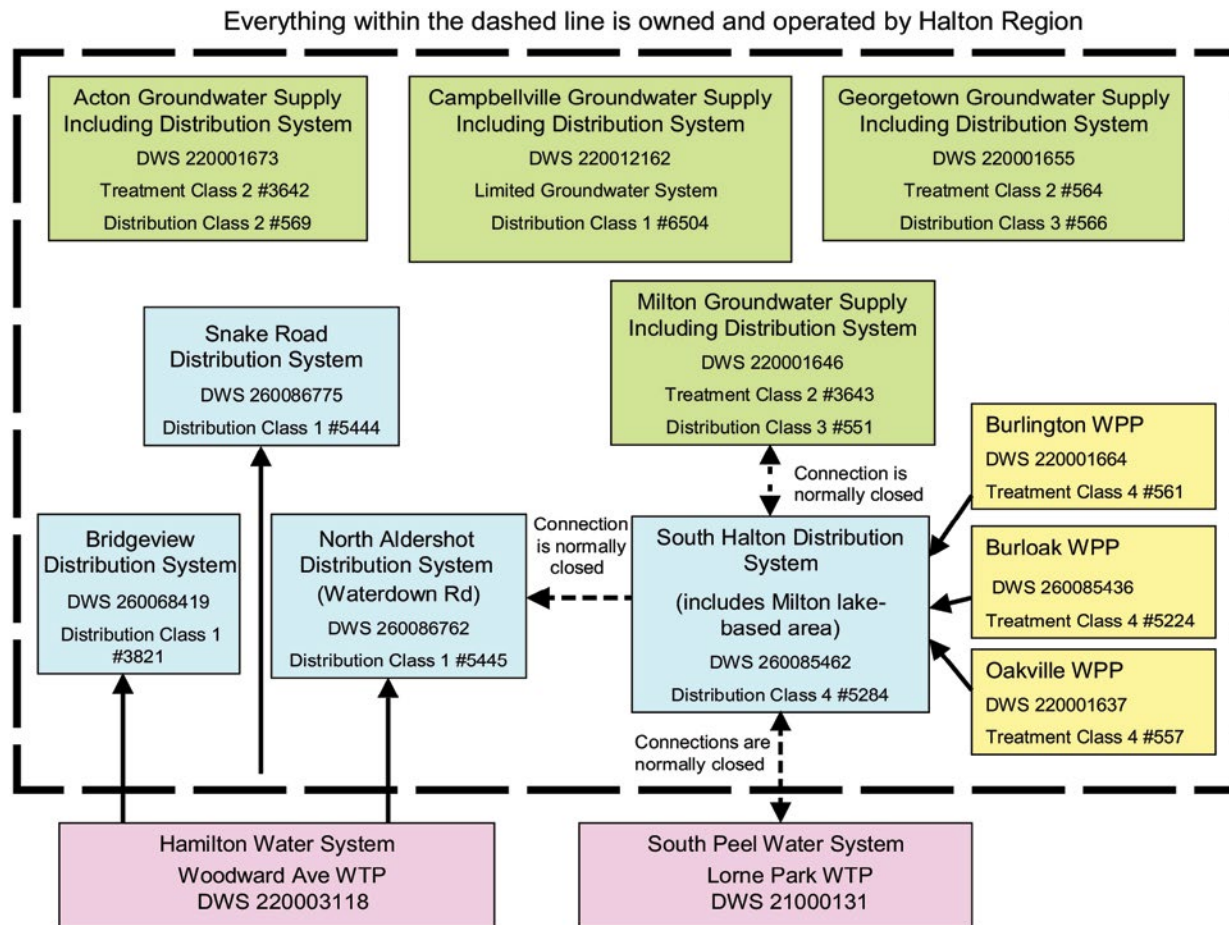 Everything within the dashed line is owned and operated by Halton Region
Acton Groundwater Supply
Including Distribution System
DWS 220001673
Treatment Class 2 #3642
Distribution Class 2 #569
Campbellville Groundwater Supply
Including Distribution System
DWS 220012162
Limited Groundwater System
Distribution Class 1 #6504
Georgetown Groundwater Supply
Including Distribution System
DWS 220001655
Treatment Class 2 #564
Distribution Class 3 #566
Snake Road
Distribution System
DWS 260086775
Distribution Class 1 #5444
Milton Groundwater Supply
Including Distribution System
DWS 220001646
Treatment Class 2 #3643
Distribution Class 3 #551
Connection is
normally closed
Burlington WPP
DWS 220001664
Treatment Class 4 #561
Bridgeview
Distribution System
DWS 260068419
Distribution Class 1
#3821
North Aldershot
Distribution System
(Waterdown Rd)
DWS 260086762
Distribution Class 1 #5445
Connection
is normally
closed
South Halton Distribution
System
(includes Milton lake-
based area)
DWS 260085462
Distribution Class 4 #5284
Burloak WPP
DWS 260085436
Treatment Class 4 #5224
Oakville WPP
DWS 220001637
Treatment Class 4 #557
Connections are
normally closed
Hamilton Water System
Woodward Ave WTP
DWS 220003118
South Peel Water System
Lorne Park WTP
DWS 21000131